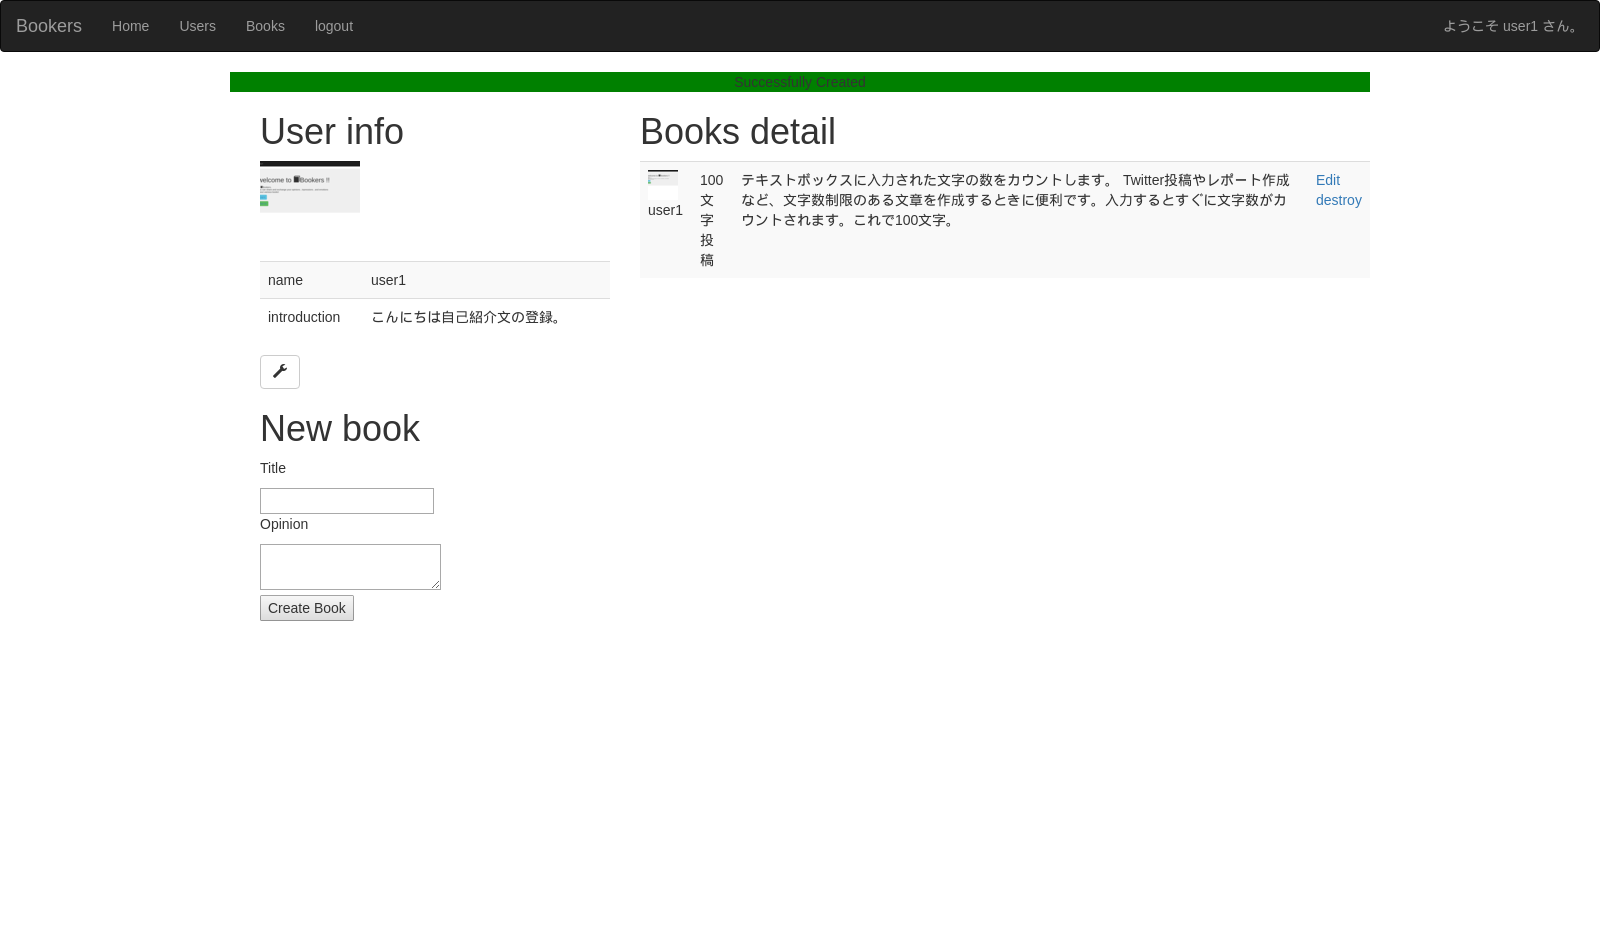 Bookers Home Users Books logout ようこそ user1 さん。
Successfully Created
User info
welcome to Bookers !!
name user1
introduction こんにちは自己紹介文の登録。
New book
Title
Opinion
Create Book
Books detail
user1
100
文
字
投
稿
テキストボックスに入力された文字の数をカウントします。 Twitter投稿やレポート作成
など、文字数制限のある文章を作成するときに便利です。入力するとすぐに文字数がカ
ウントされます。これで100文字。
Edit
destroy